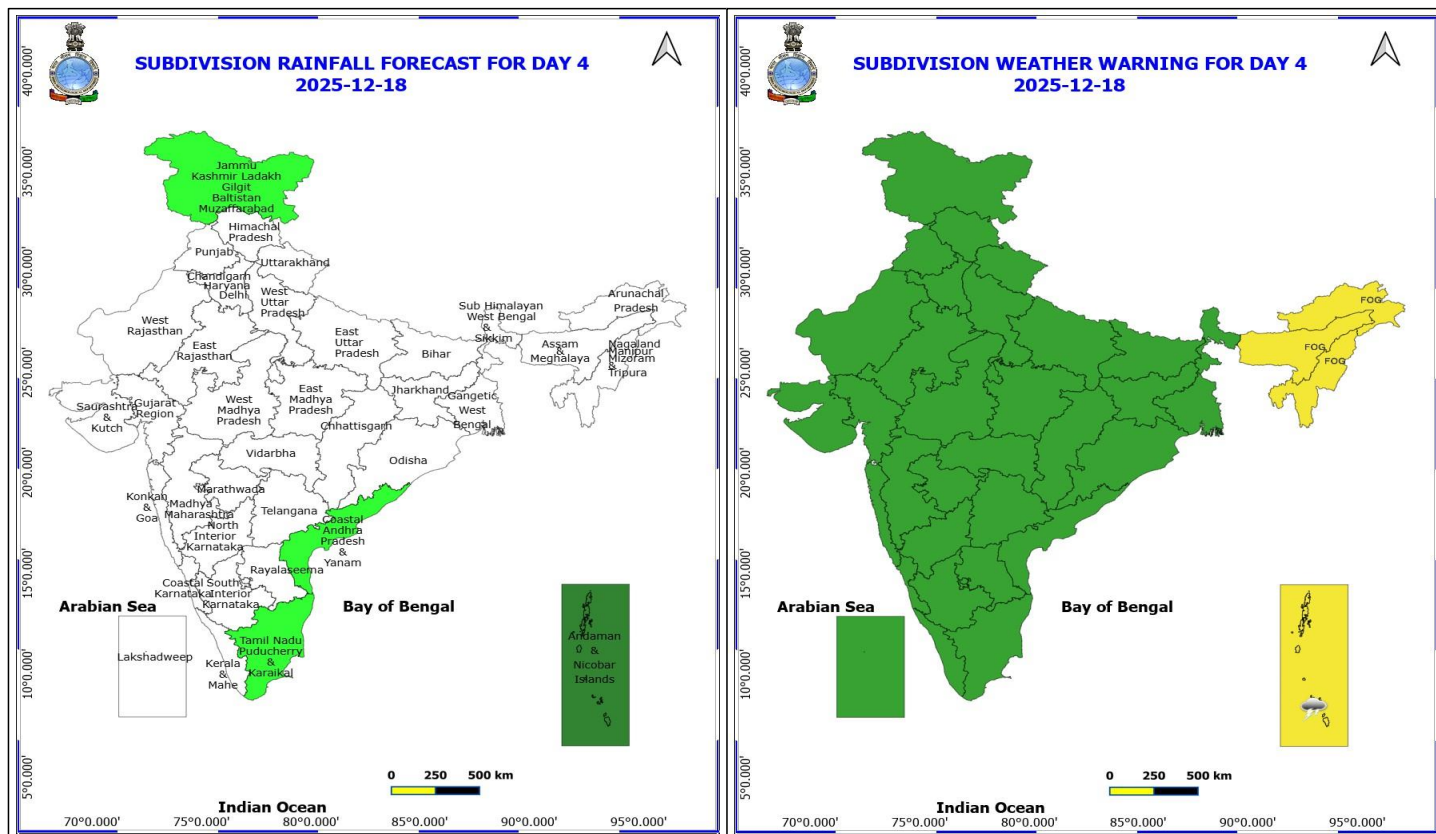 SUBDIVISION RAINFALL FORECAST FOR DAY 4
2025-12-18
40°0.000'
35°0.000'
30°0.000'
25°0.000'
20°0.000'
15°0.000'
10°0.000'
5°0.000'
Jammu
Kashmir Ladakh
Gilgit
Baltistan
Muzaffarabad
Himachal
Pradesh
Punjab
Uttarakhand
Chandigarh
Haryana
Delhi
West
Uttar
Pradesh
West
Rajasthan
East
Rajasthan
East
Uttar
Pradesh
Bihar
Sub Himalayan
West Bengal
&
Sikkim
Arunachal
Pradesh
Assam
&
Meghalaya
Nagaland
Manipur
Mizoram
&
Tripura
Jharkhand
Gangetic
West
Bengal
Saurashtra
&
Kutch
Gujarat
Region
West
Madhya
Pradesh
East
Madhya
Pradesh
Chhattisgarh
Vidarbha
Odisha
Konkan
&
Goa
Marathwada
Madhya
Maharashtra
North
Interior
Karnataka
Telangana
Coastal
Andhra
Pradesh
&
Yanam
Rayalaseema
Coastal
Karnataka
South
Interior
Karnataka
Arabian Sea
Bay of Bengal
Lakshadweep
Kerala
&
Mahe
Tamil Nadu
Puducherry
&
Karaikal
Andaman
&
Nicobar
Islands
0 250 500 km
Indian Ocean
70°0.000' 75°0.000' 80°0.000' 85°0.000' 90°0.000' 95°0.000'
SUBDIVISION WEATHER WARNING FOR DAY 4
2025-12-18
40°0.000'
35°0.000'
30°0.000'
25°0.000'
20°0.000'
15°0.000'
10°0.000'
5°0.000'
FOG
FOG
FOG
Arabian Sea
Bay of Bengal
0 250 500 km
Indian Ocean
70°0.000' 75°0.000' 80°0.000' 85°0.000' 90°0.000' 95°0.000'